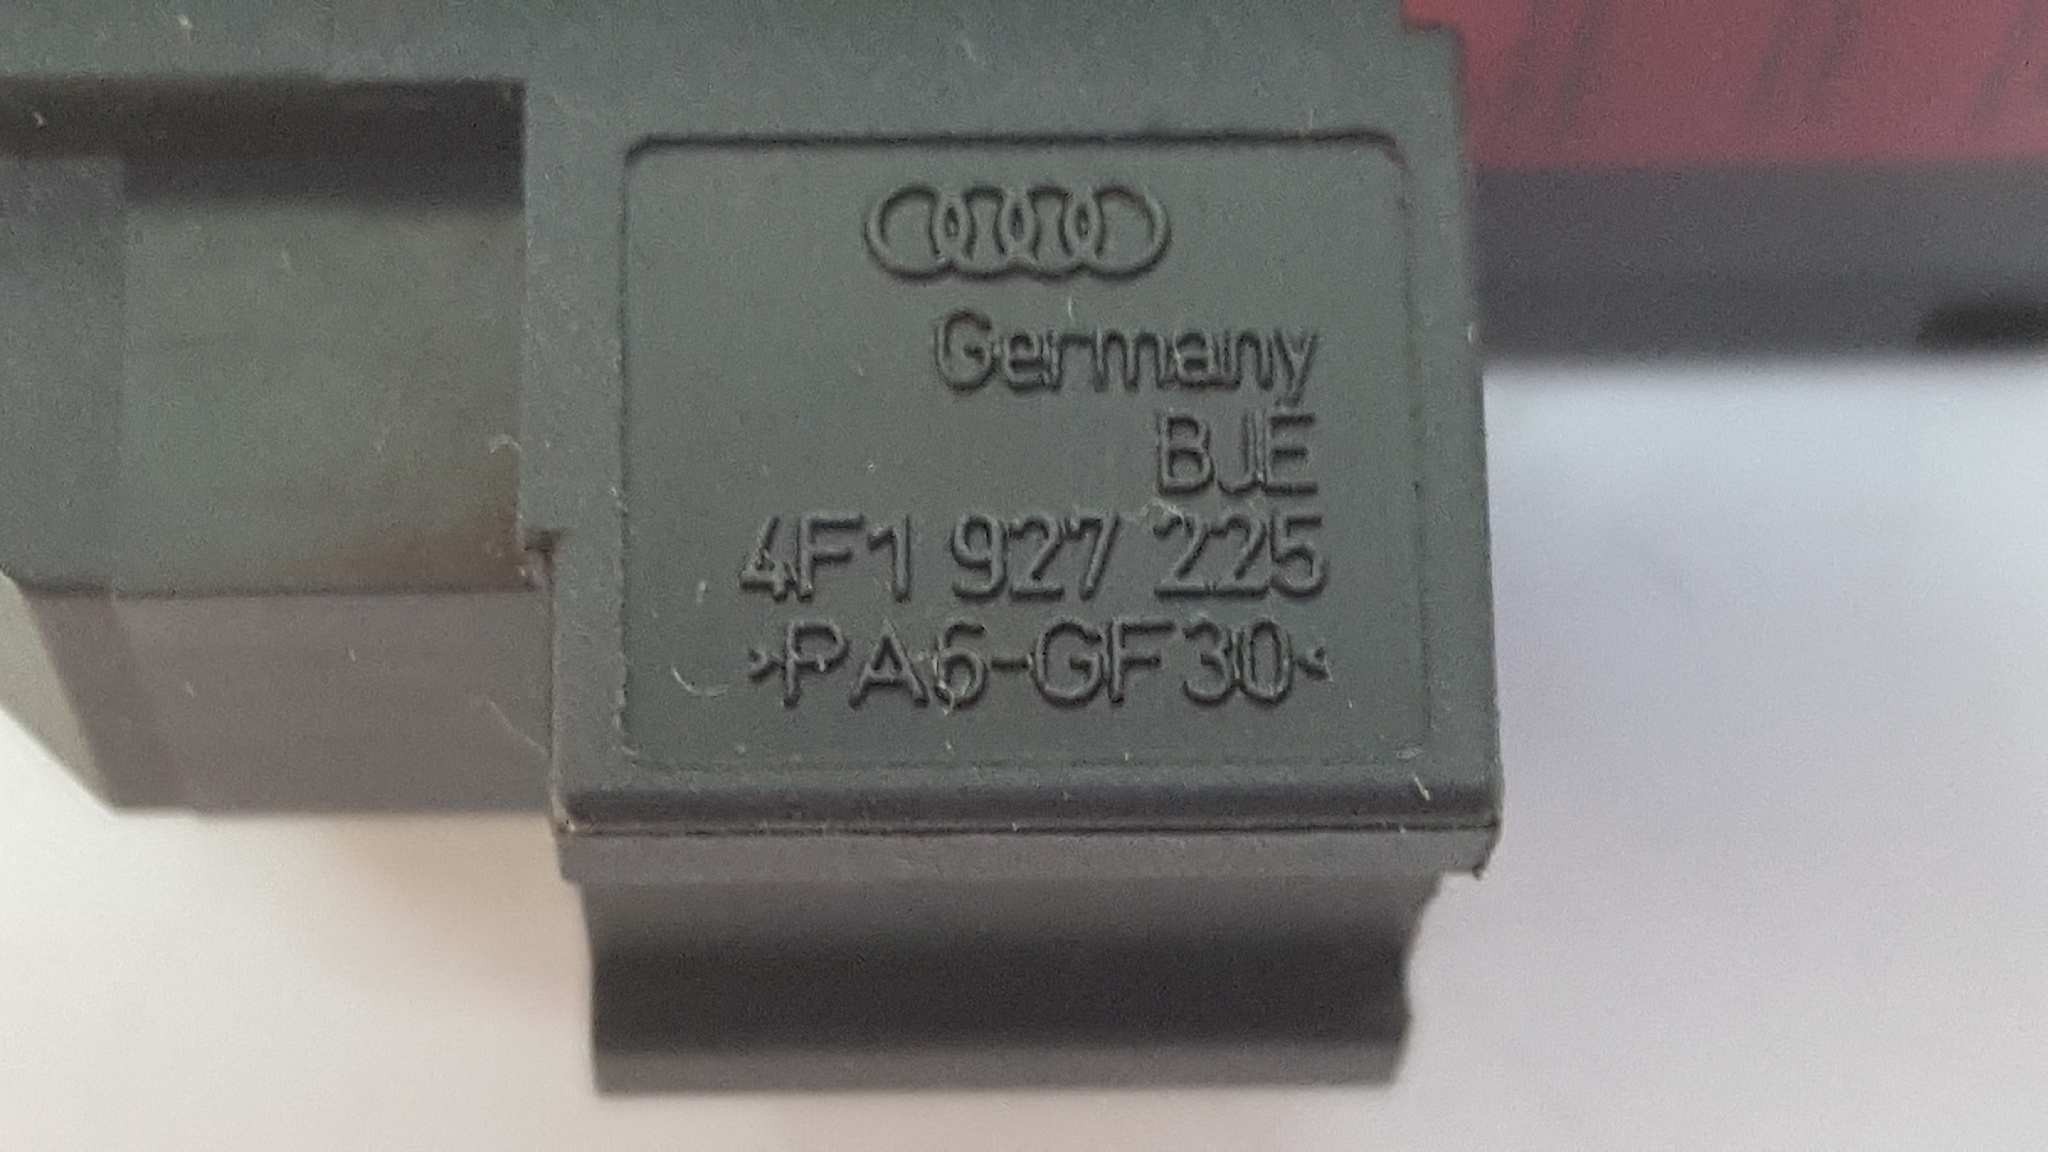 Germany
BJE
4F1 927 225
>PA6-GF30<